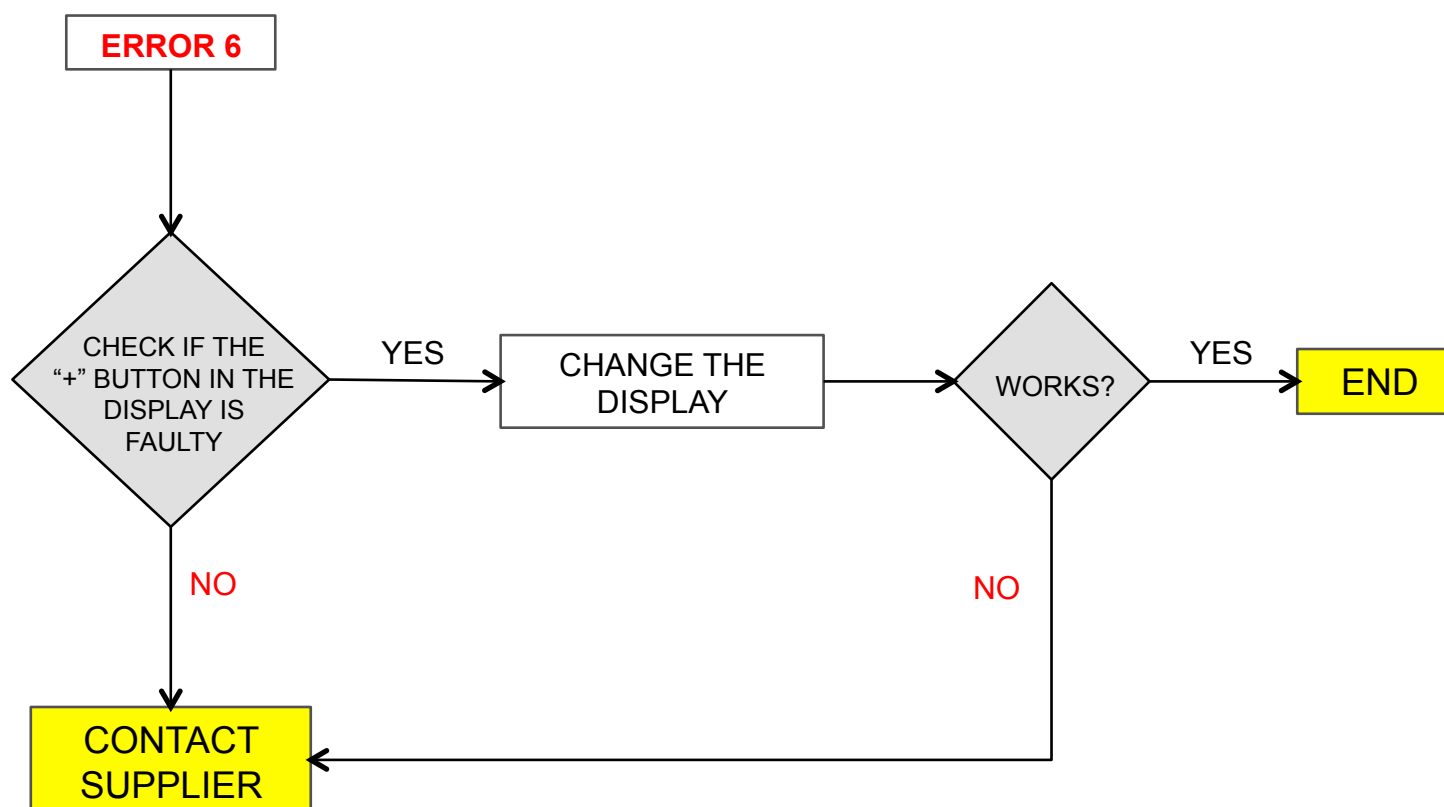 ERROR 6
CHECK IF THE
“+” BUTTON IN THE
DISPLAY IS
FAULTY
YES
CHANGE THE
DISPLAY
WORKS?
YES
END
NO
NO
CONTACT
SUPPLIER